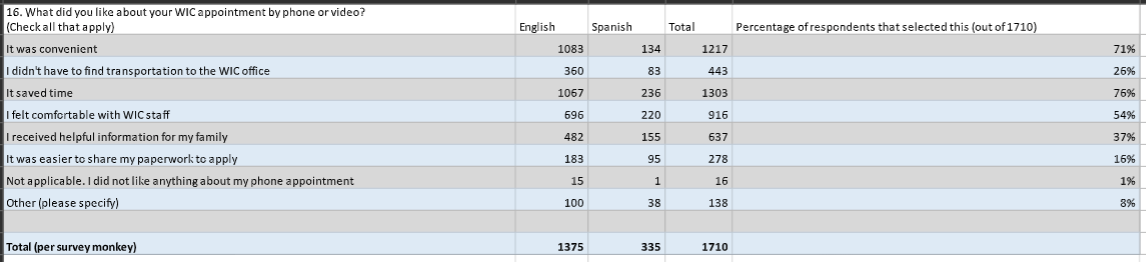 16. What did you like about your WIC appointment by phone or video?
(Check all that apply) English Spanish Total Percentage of respondents that selected this (out of 1710)
It was convenient 1083 134 1217 71%
I didn't have to find transportation to the WIC office 360 83 443 26%
It saved time 1067 236 1303 76%
I felt comfortable with WIC staff 696 220 916 54%
I received helpful information for my family 482 155 637 37%
It was easier to share my paperwork to apply 183 95 278 16%
Not applicable. I did not like anything about my phone appointment 15 1 16 1%
Other (please specify) 100 38 138 8%
Total (per survey monkey) 1375 335 1710